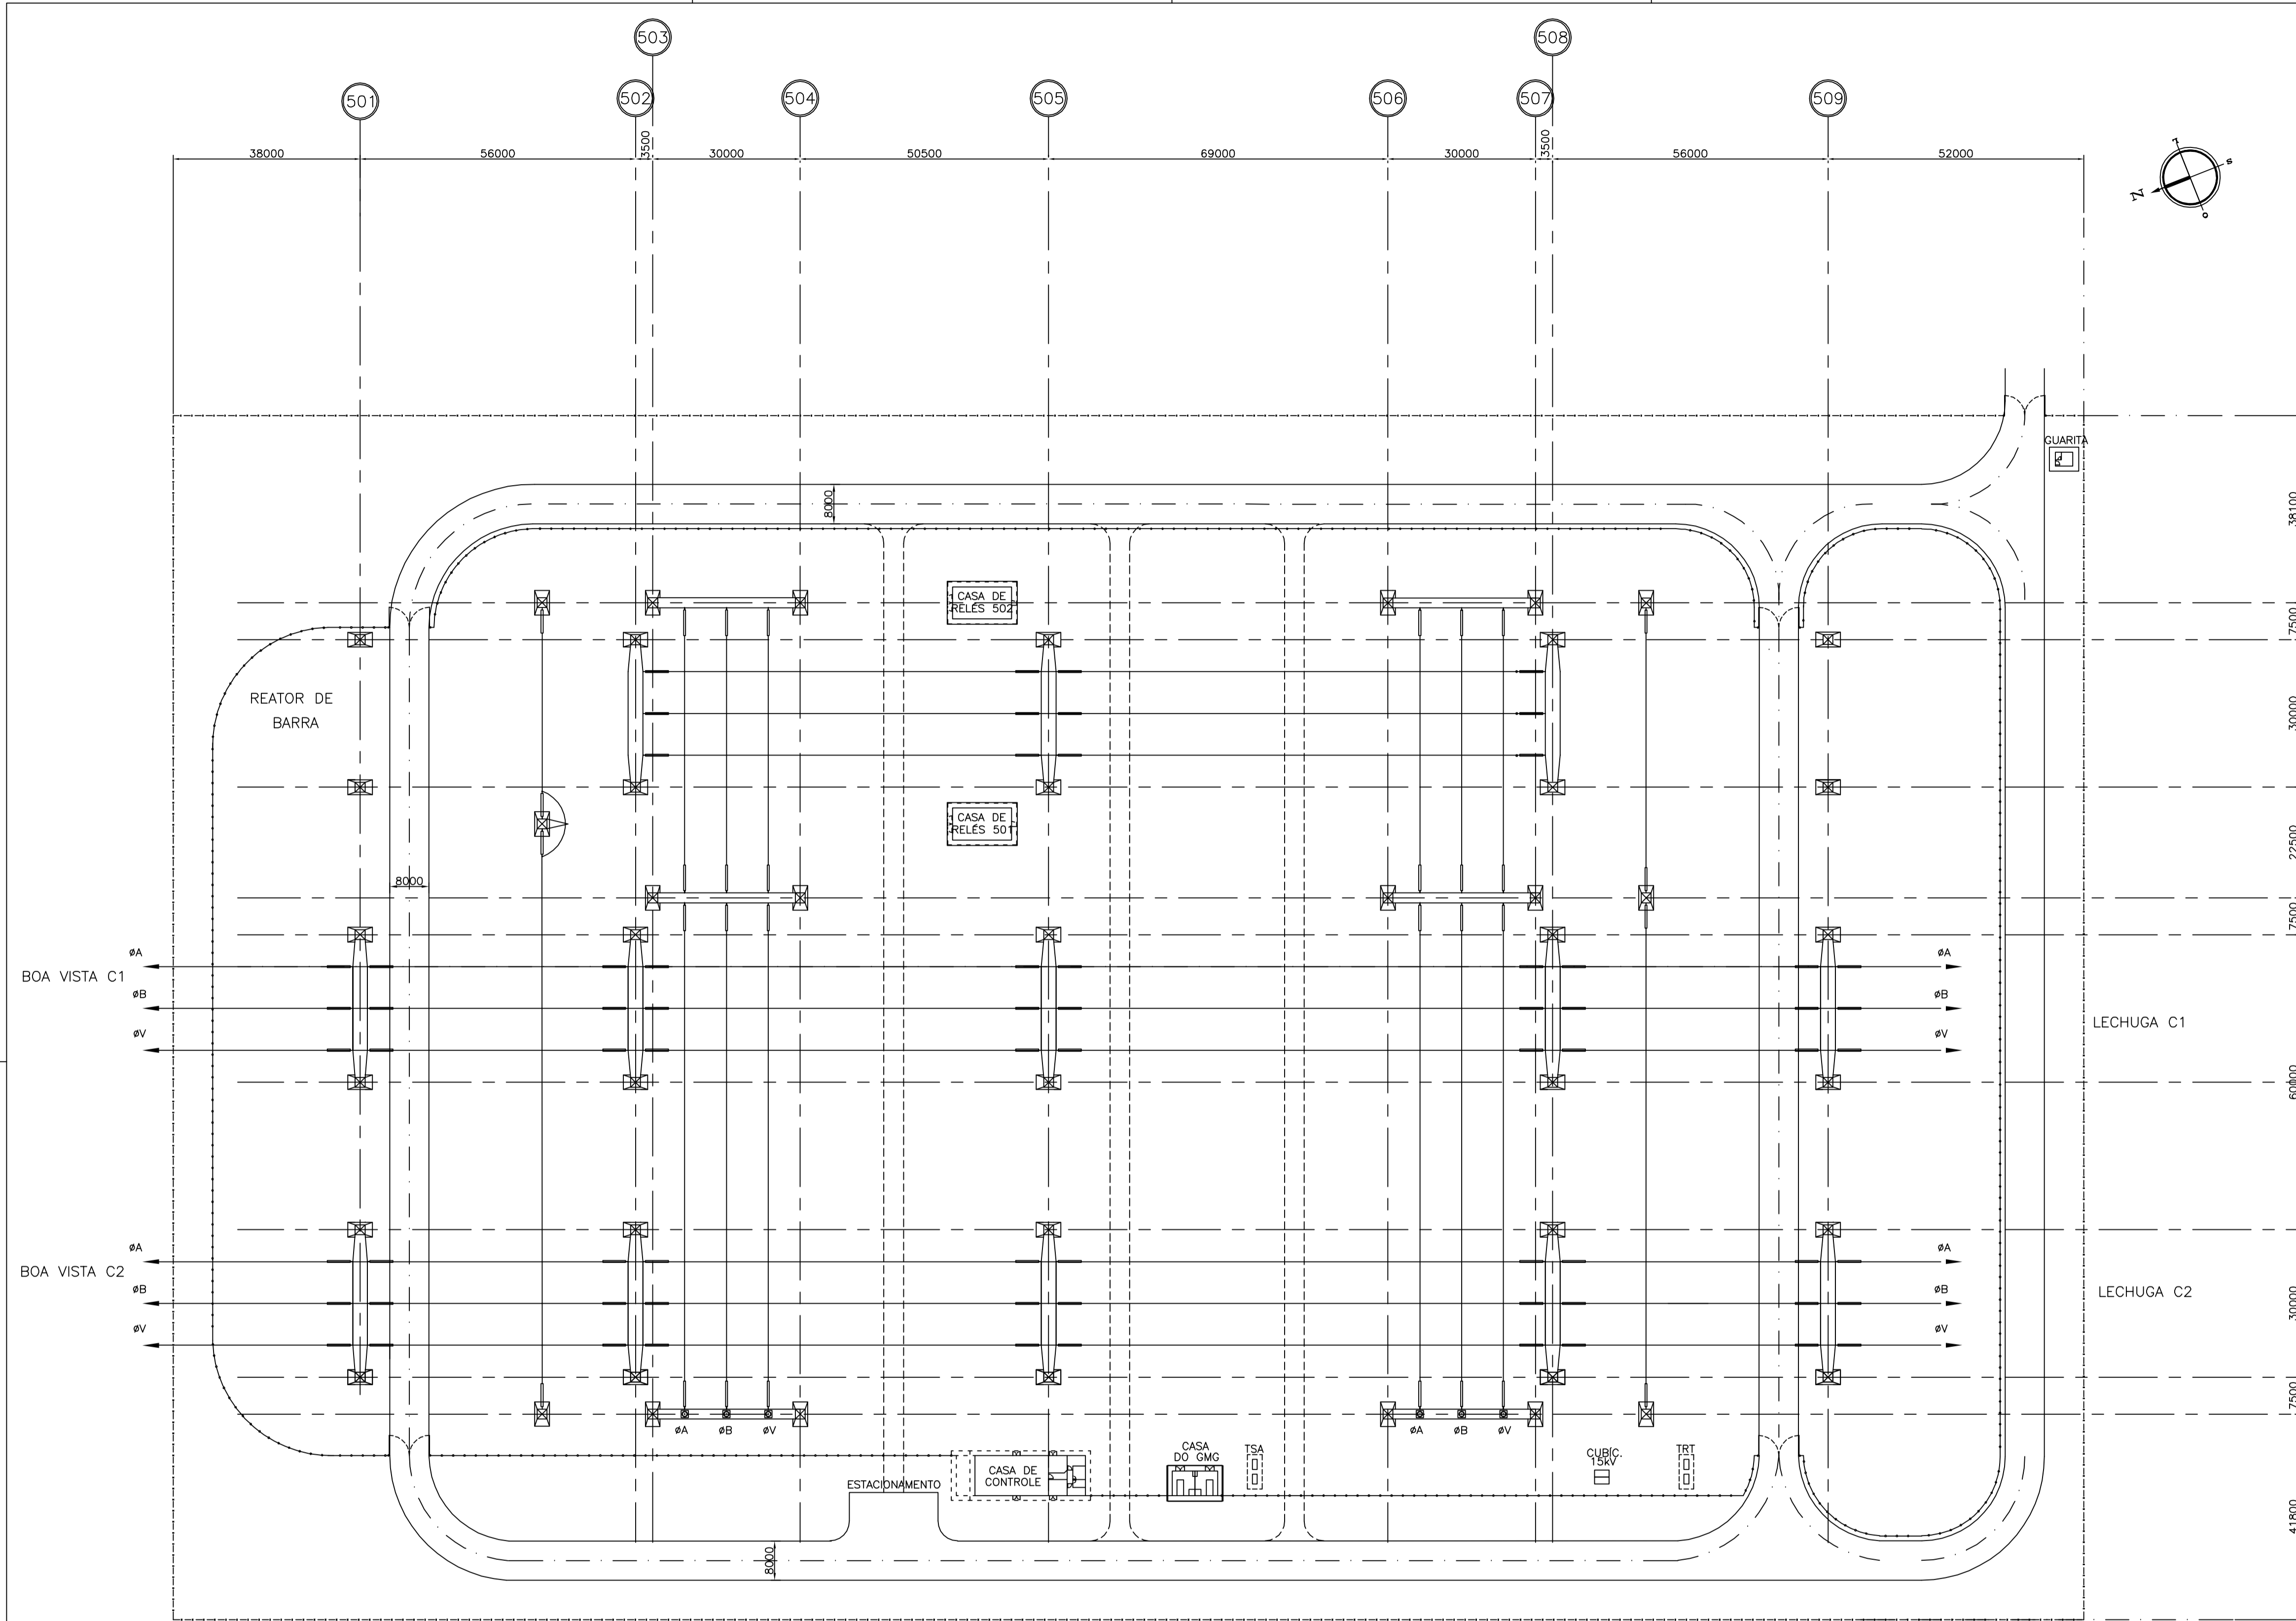 503
508
501
502
504
505
506
507
509
38000
56000
3500
30000
50500
69000
30000
3500
56000
52000
N
S
O
GUARITA
8000
38100
CASA DE
RELÉS 502
7500
REATOR DE
BARRA
30000
CASA DE
RELÉS 501
22500
8000
7500
BOA VISTA C1
øA
øB
øV
øA
øB
øV
LECHUGA C1
60000
BOA VISTA C2
øA
øB
øV
øA
øB
øV
LECHUGA C2
30000
7500
øA
øB
øV
øA
øB
øV
ESTACIONAMENTO
CASA DE
CONTROLE
CASA
DO GMG
TSA
CUBÍC.
15kV
TRT
41800
8000